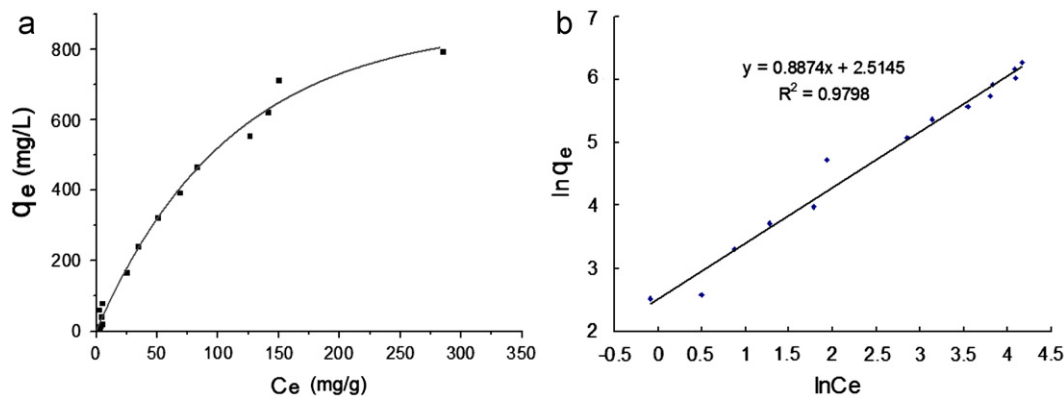 a
800
600
400
200
0
qe (mg/L)
0 50 100 150 200 250 300 350
Ce (mg/g)
b
7
6
5
4
3
2
lnqe
y = 0.8874x + 2.5145
R² = 0.9798
-0.5 0 0.5 1 1.5 2 2.5 3 3.5 4 4.5
lnCe